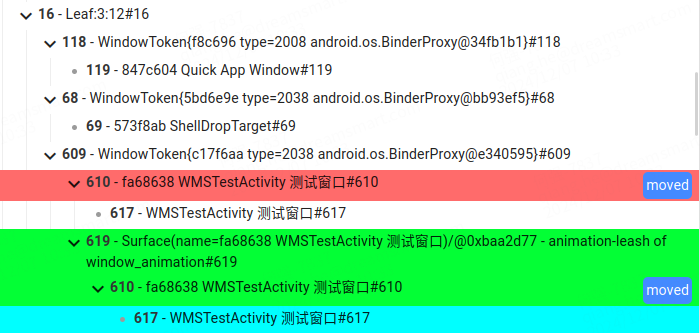 16 - Leaf:3:12#16
118 - WindowToken{f8c696 type=2008 android.os.BinderProxy@34fb1b1}#118
119 - 847c604 Quick App Window#119
68 - WindowToken{5bd6e9e type=2038 android.os.BinderProxy@bb93ef5}#68
69 - 573f8ab ShellDropTarget#69
609 - WindowToken{c17f6aa type=2038 android.os.BinderProxy@e340595}#609
610 - fa68638 WMSTestActivity 测试窗口#610 moved
617 - WMSTestActivity 测试窗口#617
619 - Surface(name=fa68638 WMSTestActivity 测试窗口)/@0xbaa2d77 - animation-leash of
window_animation#619
610 - fa68638 WMSTestActivity 测试窗口#610 moved
617 - WMSTestActivity 测试窗口#617